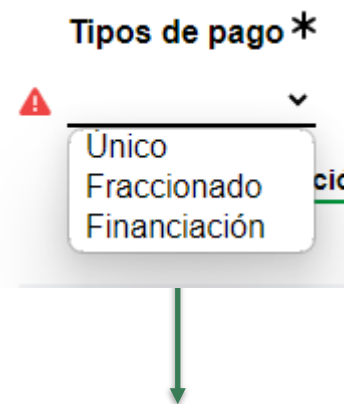 Tipos de pago *
Único
Fraccionado
Financiación